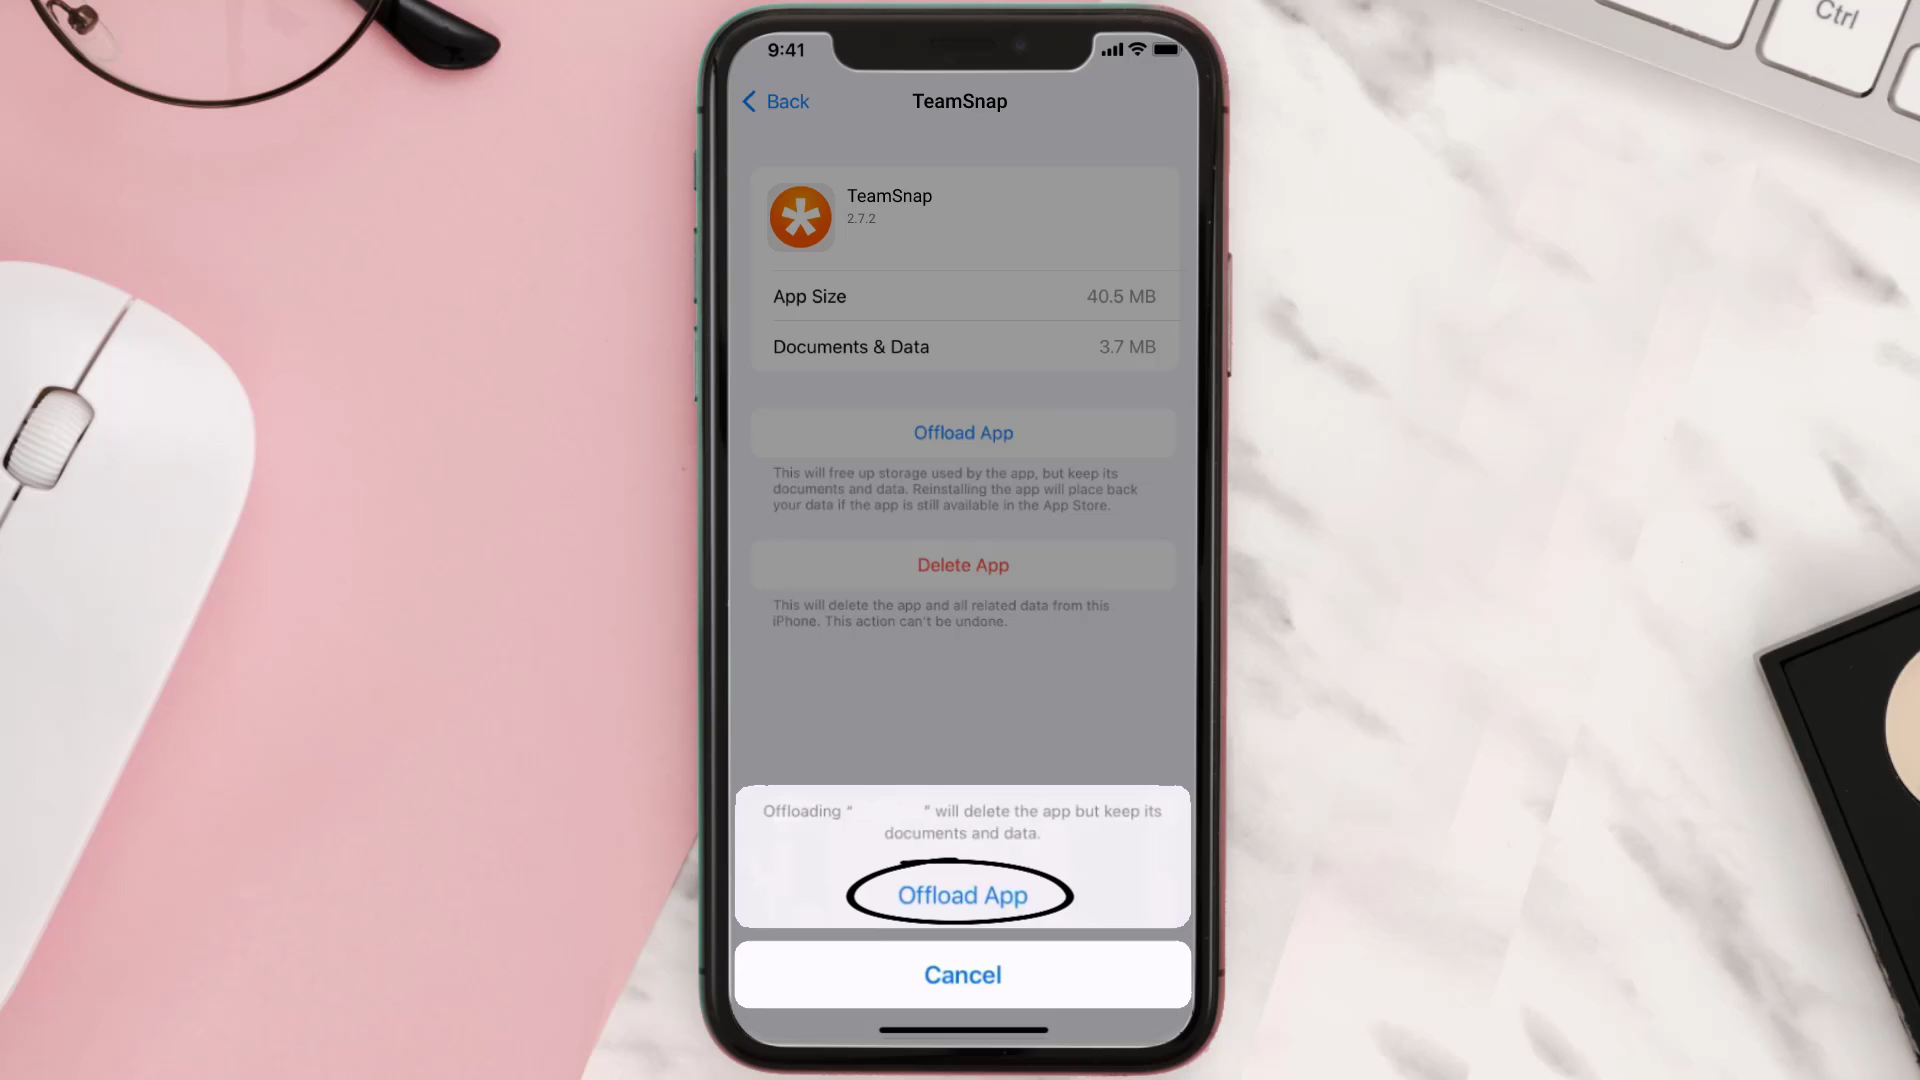 Ctrl
9:41
Back
TeamSnap
TeamSnap
2.7.2
App Size
40.5 MB
Documents & Data
3.7 MB
Offload App
This will free up storage used by the app, but keep its
documents and data. Reinstalling the app will place back
your data if the app is still available in the App Store.
Delete App
This will delete the app and all related data from this
iPhone. This action can't be undone.
Offloading “ ” will delete the app but keep its
documents and data.
Offload App
Cancel